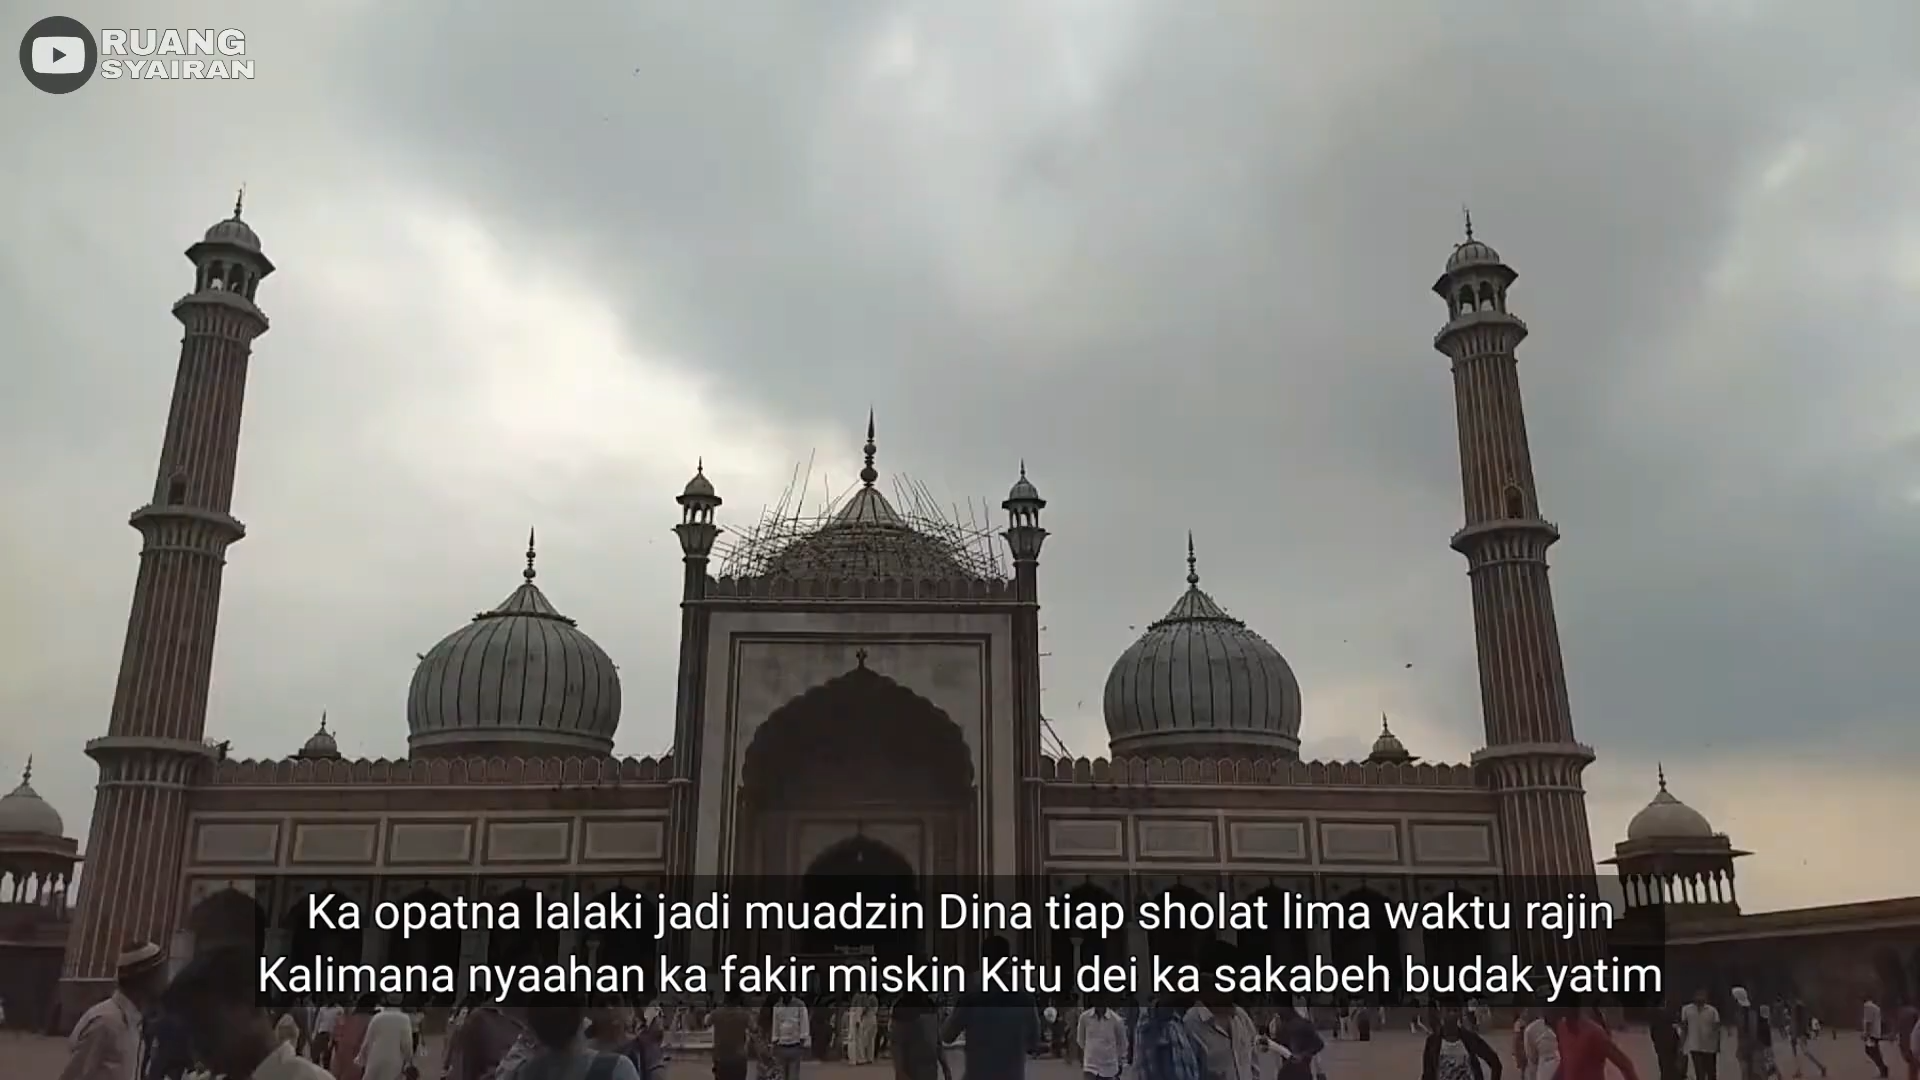 RUANG
SYAIRAN
Ka opatna lalaki jadi muadzin Dina tiap sholat lima waktu rajin
Kalimana nyaahan ka fakir miskin Kitu dei ka sakabeh budak yatim